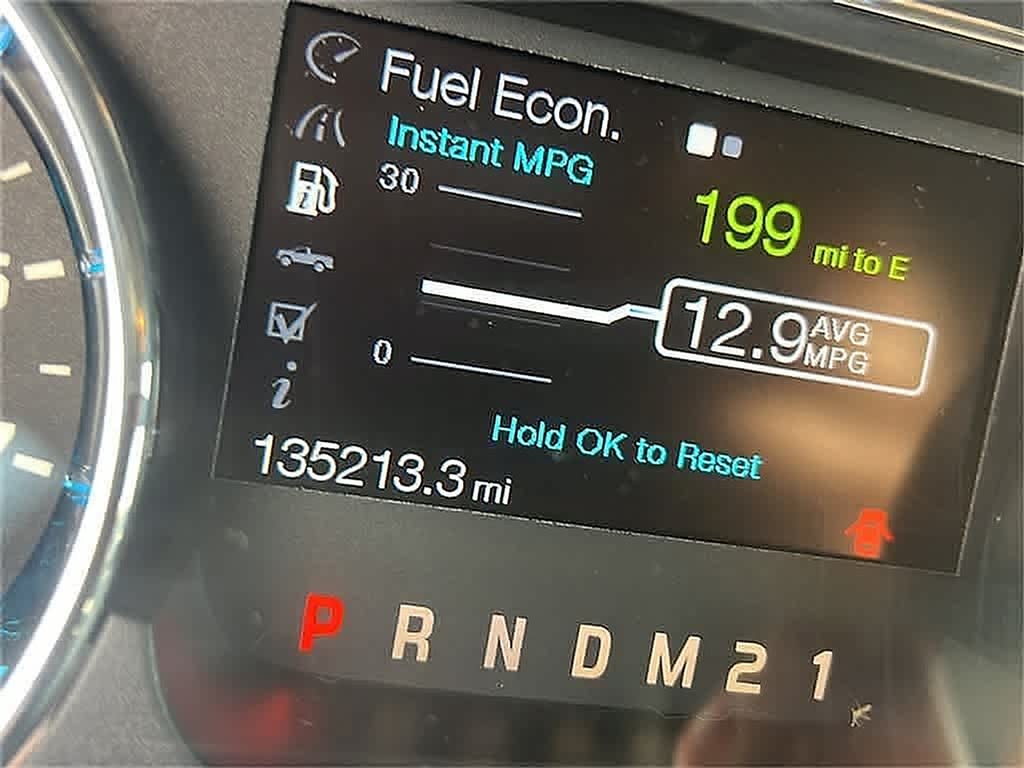 Fuel Econ.
Instant MPG
30
199 mi to E
12.9 AVG MPG
0
Hold OK to Reset
135213.3 mi
P R N D M 2 1